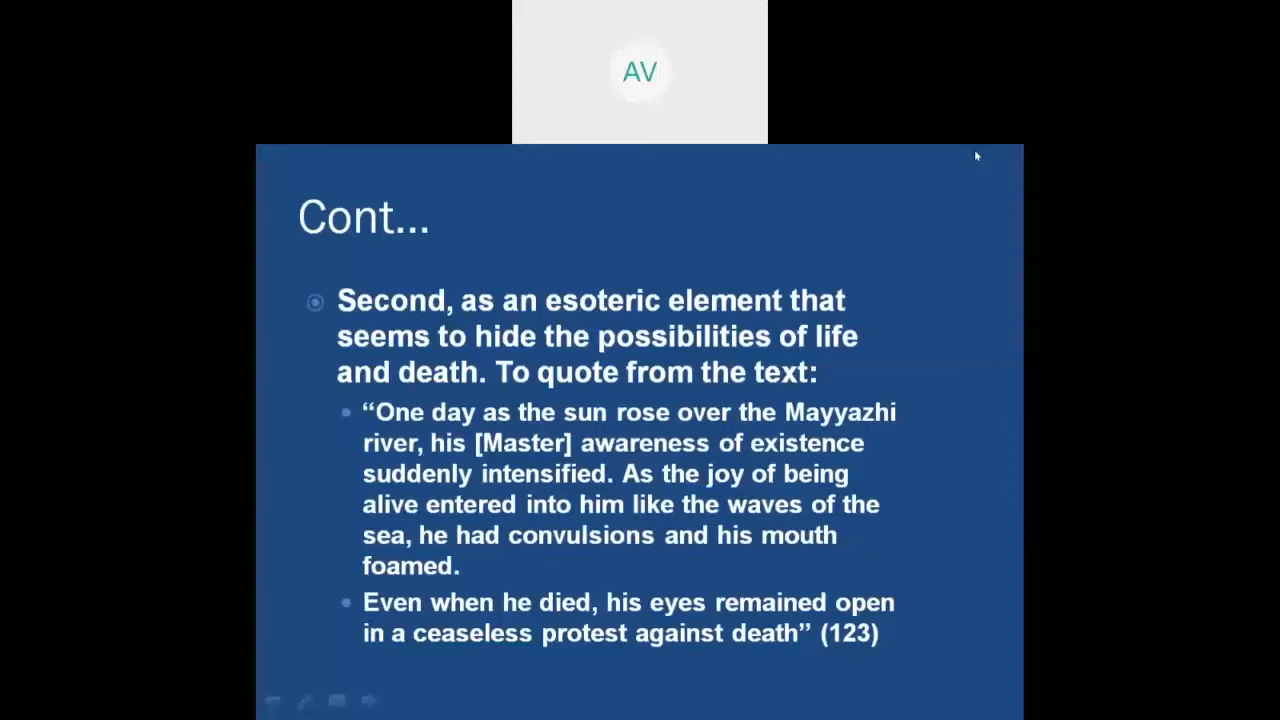 AV
Cont...
Second, as an esoteric element that
seems to hide the possibilities of life
and death. To quote from the text:
“One day as the sun rose over the Mayyazhi
river, his [Master] awareness of existence
suddenly intensified. As the joy of being
alive entered into him like the waves of the
sea, he had convulsions and his mouth
foamed.
Even when he died, his eyes remained open
in a ceaseless protest against death” (123)